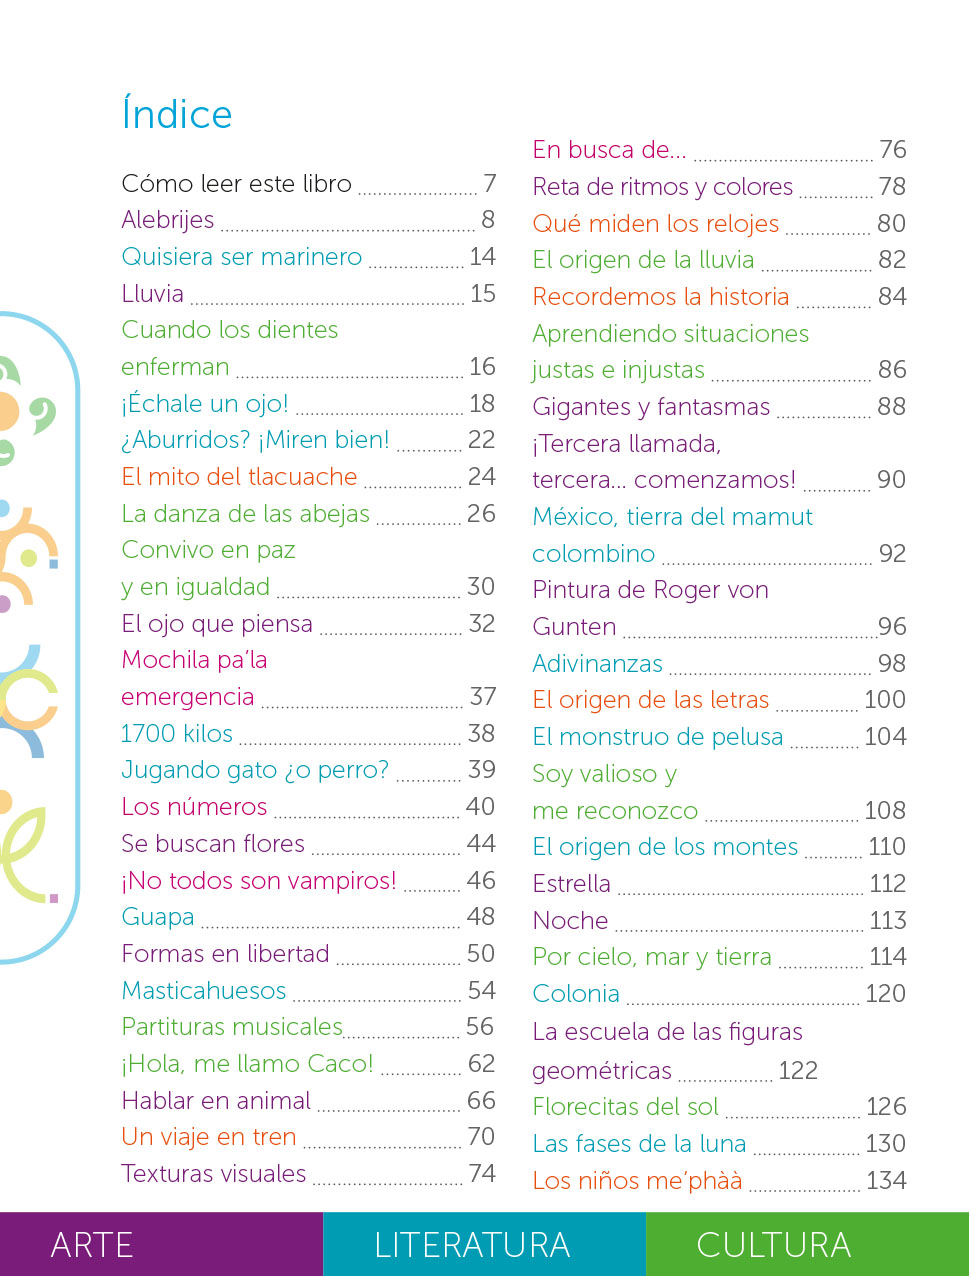 Índice
Cómo leer este libro 7
Alebrijes 8
Quisiera ser marinero 14
Lluvia 15
Cuando los dientes
enferman 16
¡Échale un ojo! 18
¿Aburridos? ¡Miren bien! 22
El mito del tlacuache 24
La danza de las abejas 26
Convivo en paz
y en igualdad 30
El ojo que piensa 32
Mochila pa’la
emergencia 37
1700 kilos 38
Jugando gato ¿o perro? 39
Los números 40
Se buscan flores 44
¡No todos son vampiros! 46
Guapa 48
Formas en libertad 50
Masticahuesos 54
Partituras musicales 56
¡Hola, me llamo Caco! 62
Hablar en animal 66
Un viaje en tren 70
Texturas visuales 74
En busca de... 76
Reta de ritmos y colores 78
Qué miden los relojes 80
El origen de la lluvia 82
Recordemos la historia 84
Aprendiendo situaciones
justas e injustas 86
Gigantes y fantasmas 88
¡Tercera llamada,
tercera... comenzamos! 90
México, tierra del mamut
colombino 92
Pintura de Roger von
Gunten 96
Adivinanzas 98
El origen de las letras 100
El monstruo de pelusa 104
Soy valioso y
me reconozco 108
El origen de los montes 110
Estrella 112
Noche 113
Por cielo, mar y tierra 114
Colonia 120
La escuela de las figuras
geométricas 122
Florecitas del sol 126
Las fases de la luna 130
Los niños me’phàà 134
ARTE
LITERATURA
CULTURA